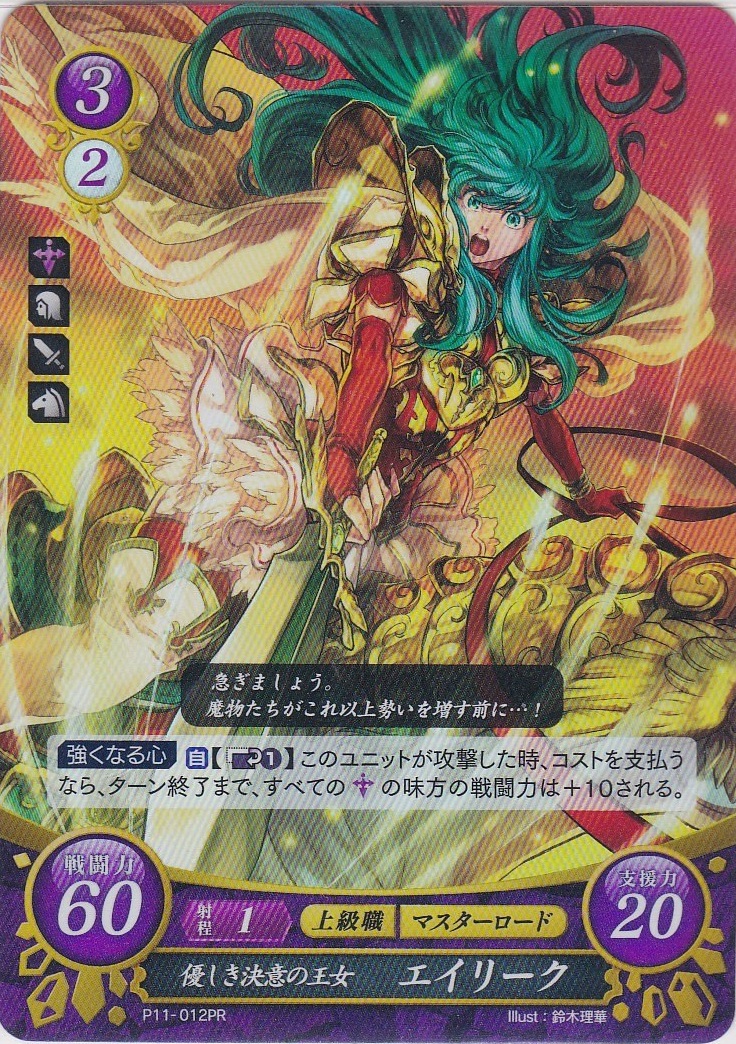 3
2
急ぎましょう。
魔物たちがこれ以上勢いを増す前に…！
強くなる心 自【1】このユニットが攻撃した時、コストを支払う
なら、ターン終了まで、すべての の味方の戦闘力は＋10される。
戦闘力
60
射程 1 上級職 マスターロード
支援力
20
優しき決意の王女 エイリーク
P11-012PR Illust：鈴木理華